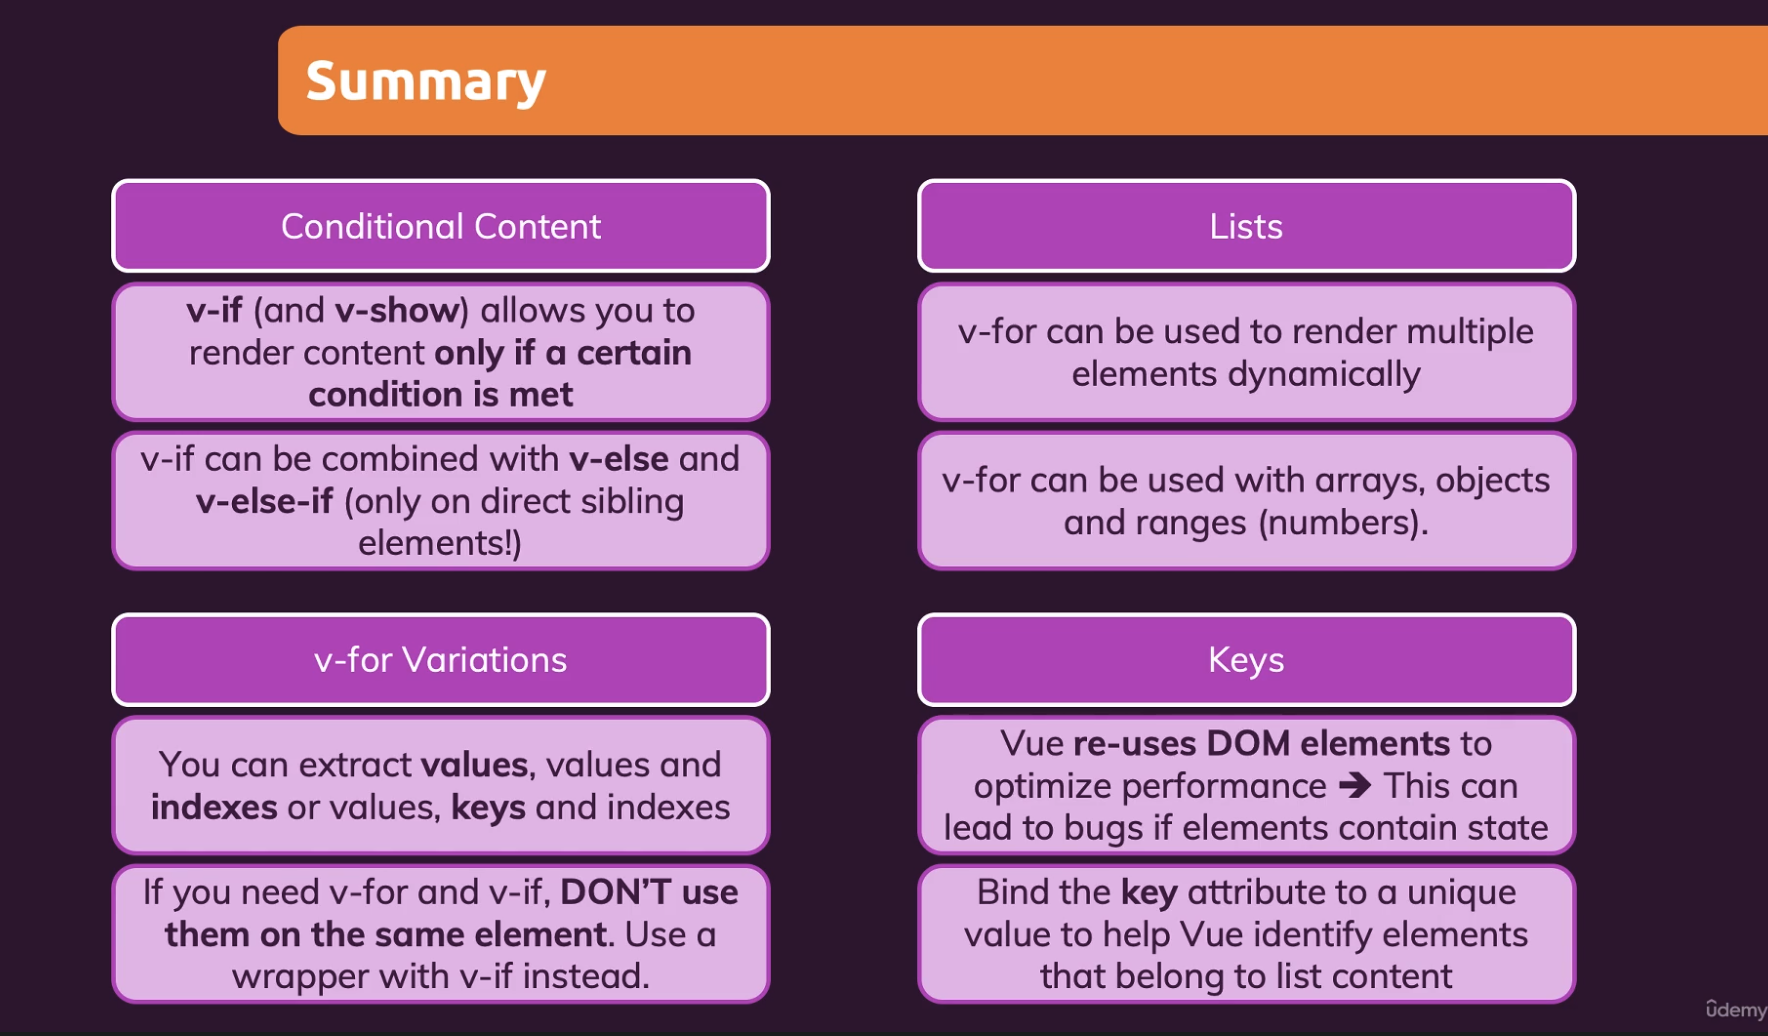 Summary
Conditional Content
v-if (and v-show) allows you to
render content only if a certain
condition is met
v-if can be combined with v-else and
v-else-if (only on direct sibling
elements!)
Lists
v-for can be used to render multiple
elements dynamically
v-for can be used with arrays, objects
and ranges (numbers).
v-for Variations
You can extract values, values and
indexes or values, keys and indexes
If you need v-for and v-if, DON'T use
them on the same element. Use a
wrapper with v-if instead.
Keys
Vue re-uses DOM elements to
optimize performance ➔ This can
lead to bugs if elements contain state
Bind the key attribute to a unique
value to help Vue identify elements
that belong to list content
ûdemy